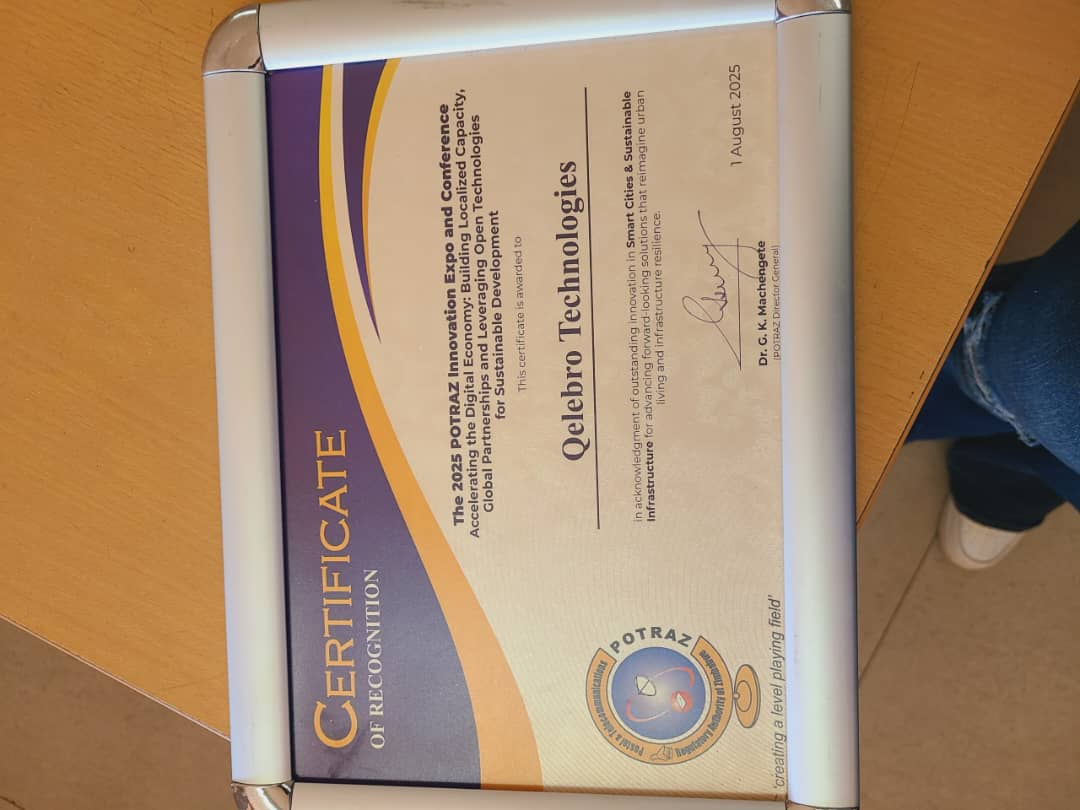 CERTIFICATE
OF RECOGNITION
The 2025 POTRAZ Innovation Expo and Conference
Accelerating the Digital Economy: Building Localized Capacity,
Global Partnerships and Leveraging Open Technologies
for Sustainable Development
This certificate is awarded to
Qelebro Technologies
in acknowledgment of outstanding innovation in Smart Cities & Sustainable
Infrastructure for advancing forward-looking solutions that reimagine urban
living and infrastructure resilience.
1 August 2025
Dr. G. K. Machengete
(POTRAZ Director General)
POTRAZ
Postal & Telecommunications
Regulatory Authority of Zimbabwe
'creating a level playing field'